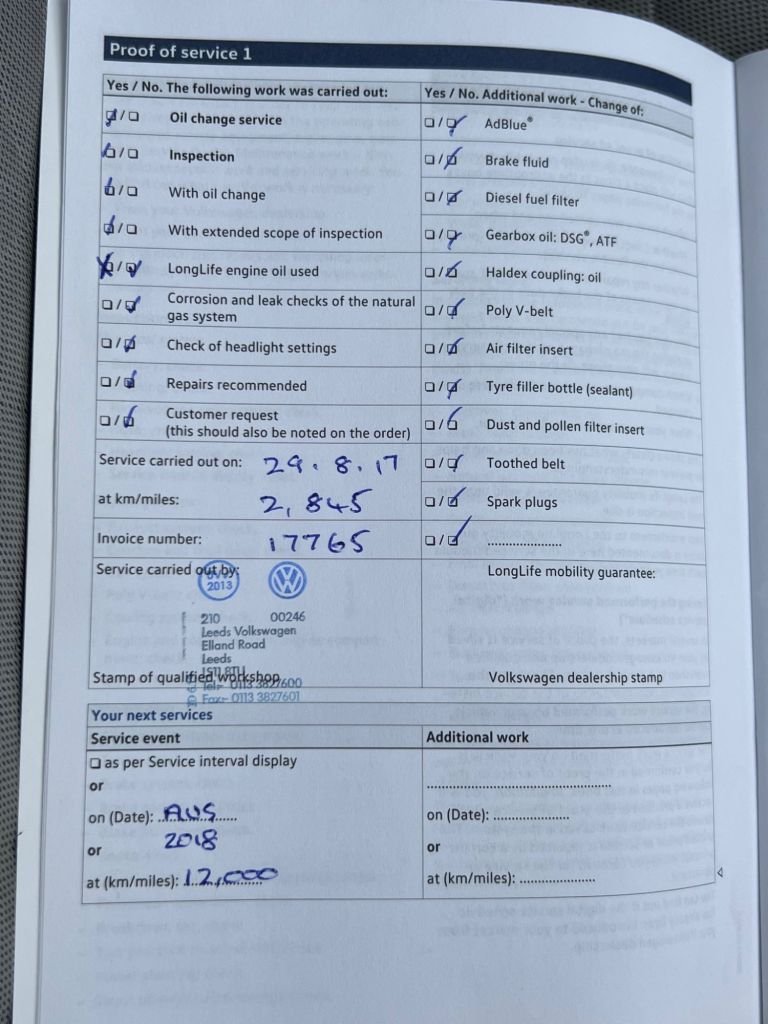 Proof of service 1
Yes / No. The following work was carried out:
Oil change service
Inspection
With oil change
With extended scope of inspection
LongLife engine oil used
Corrosion and leak checks of the natural
gas system
Check of headlight settings
Repairs recommended
Customer request
(this should also be noted on the order)
Service carried out on: 29.8.17
at km/miles: 2,845
Invoice number: 17765
Service carried out by:
2013
210 00246
Leeds Volkswagen
Elland Road
Leeds
LS11 8TU
Tel:- 0113 3827600
Fax:- 0113 3827601
Stamp of qualified workshop
Yes / No. Additional work - Change of:
AdBlue®
Brake fluid
Diesel fuel filter
Gearbox oil: DSG®, ATF
Haldex coupling: oil
Poly V-belt
Air filter insert
Tyre filler bottle (sealant)
Dust and pollen filter insert
Toothed belt
Spark plugs
....................
LongLife mobility guarantee:
Volkswagen dealership stamp
Your next services
Service event
as per Service interval display
or
on (Date): AUG
2018
or
at (km/miles): 12,000
Additional work
on (Date): ....................
or
at (km/miles): ....................